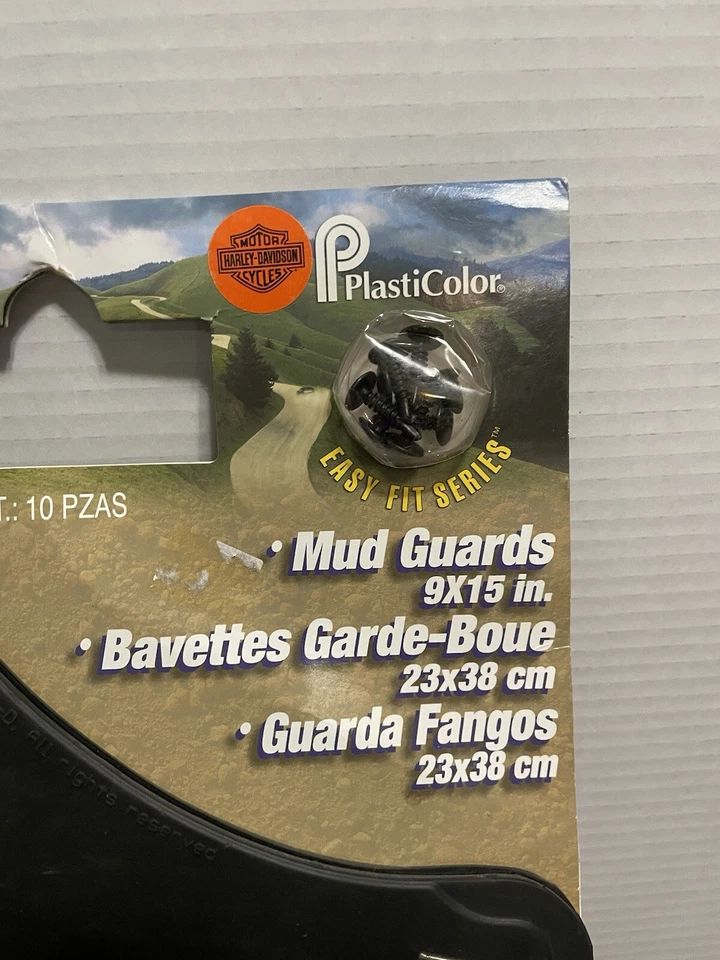 MOTOR
HARLEY-DAVIDSON
CYCLES
P
PlastiColor®
EASY FIT SERIES™
T.: 10 PZAS
• Mud Guards
9X15 in.
• Bavettes Garde-Boue
23x38 cm
• Guarda Fangos
23x38 cm
D. All rights reserved